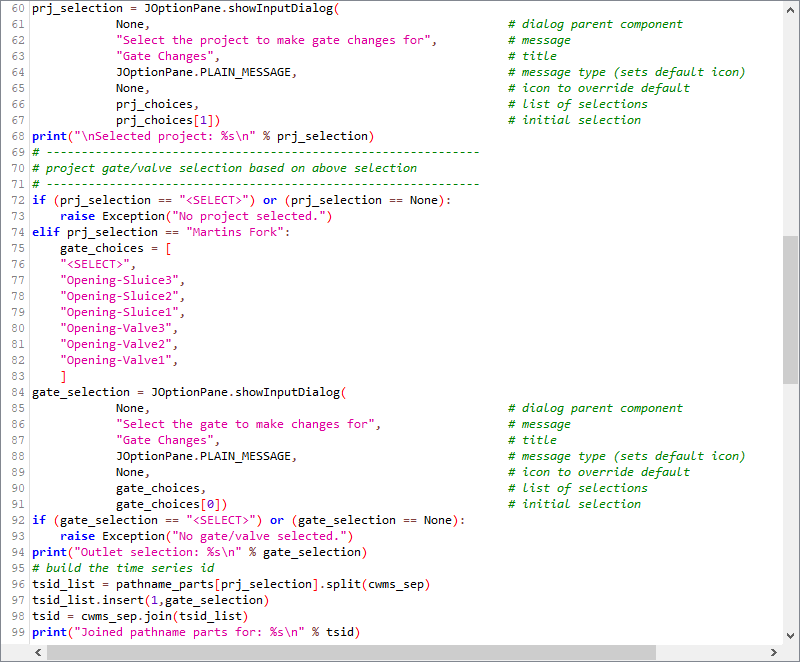 60 prj_selection = JOptionPane.showInputDialog(
61             None,                                                   # dialog parent component
62             "Select the project to make gate changes for",          # message
63             "Gate Changes",                                         # title
64             JOptionPane.PLAIN_MESSAGE,                              # message type (sets default icon)
65             None,                                                   # icon to override default
66             prj_choices,                                            # list of selections
67             prj_choices[1])                                         # initial selection
68 print("\nSelected project: %s\n" % prj_selection)
69 # --------------------------------------------------------------
70 # project gate/valve selection based on above selection
71 # --------------------------------------------------------------
72 if (prj_selection == "<SELECT>") or (prj_selection == None):
73     raise Exception("No project selected.")
74 elif prj_selection == "Martins Fork":
75     gate_choices = [
76     "<SELECT>",
77     "Opening-Sluice3",
78     "Opening-Sluice2",
79     "Opening-Sluice1",
80     "Opening-Valve3",
81     "Opening-Valve2",
82     "Opening-Valve1",
83     ]
84 gate_selection = JOptionPane.showInputDialog(
85             None,                                                   # dialog parent component
86             "Select the gate to make changes for",                  # message
87             "Gate Changes",                                         # title
88             JOptionPane.PLAIN_MESSAGE,                              # message type (sets default icon)
89             None,                                                   # icon to override default
90             gate_choices,                                           # list of selections
91             gate_choices[0])                                        # initial selection
92 if (gate_selection == "<SELECT>") or (gate_selection == None):
93     raise Exception("No gate/valve selected.")
94 print("Outlet selection: %s\n" % gate_selection)
95 # build the time series id
96 tsid_list = pathname_parts[prj_selection].split(cwms_sep)
97 tsid_list.insert(1,gate_selection)
98 tsid = cwms_sep.join(tsid_list)
99 print("Joined pathname parts for: %s\n" % tsid)